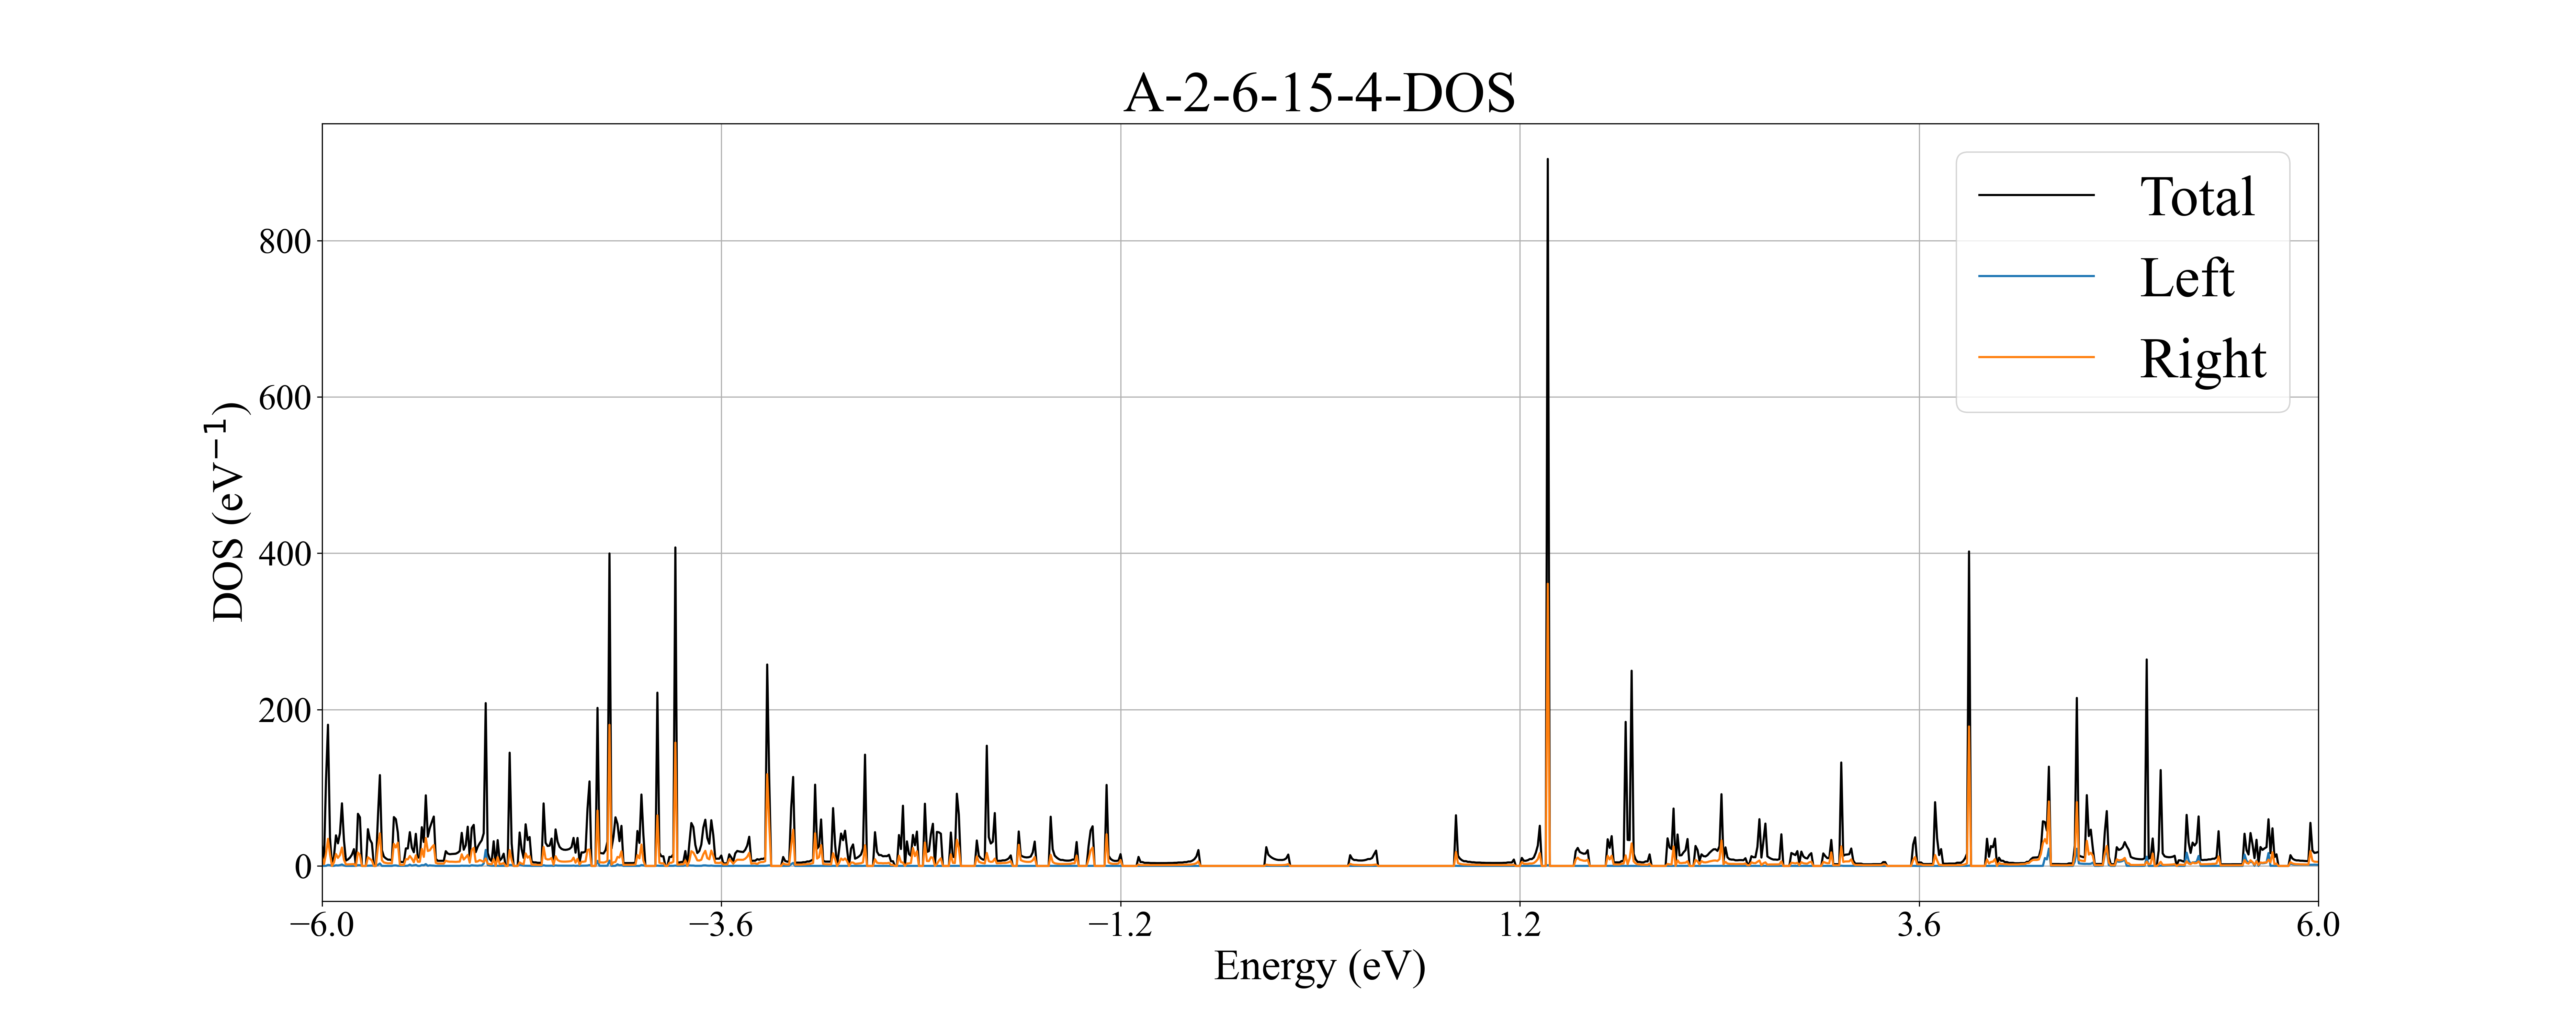 A-2-6-15-4-DOS
Total
Left
Right
DOS (eV⁻¹)
800
600
400
200
0
−6.0
−3.6
−1.2
1.2
3.6
6.0
Energy (eV)